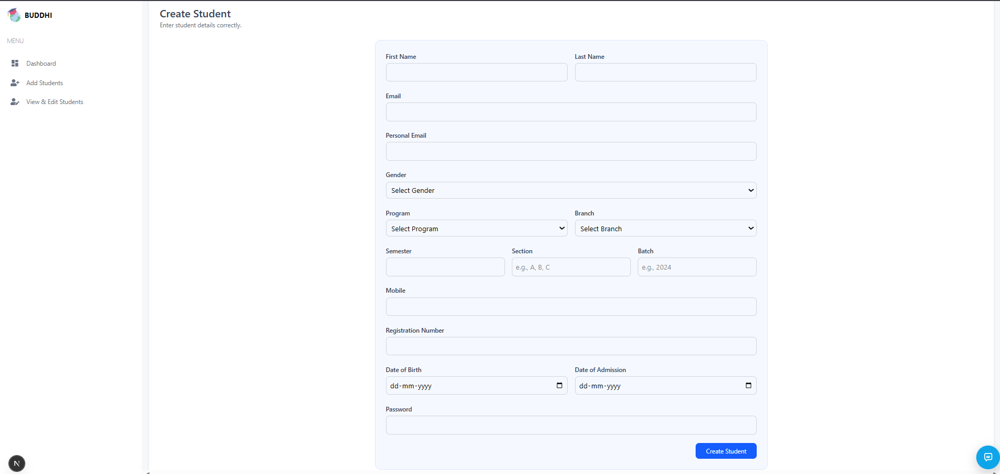 BUDDHI
MENU
Dashboard
Add Students
View & Edit Students
N
Create Student
Enter student details correctly.
First Name Last Name
Email
Personal Email
Gender
Select Gender
Program Branch
Select Program Select Branch
Semester Section Batch
e.g., A, B, C e.g., 2024
Mobile
Registration Number
Date of Birth Date of Admission
dd-mm-yyyy dd-mm-yyyy
Password
Create Student